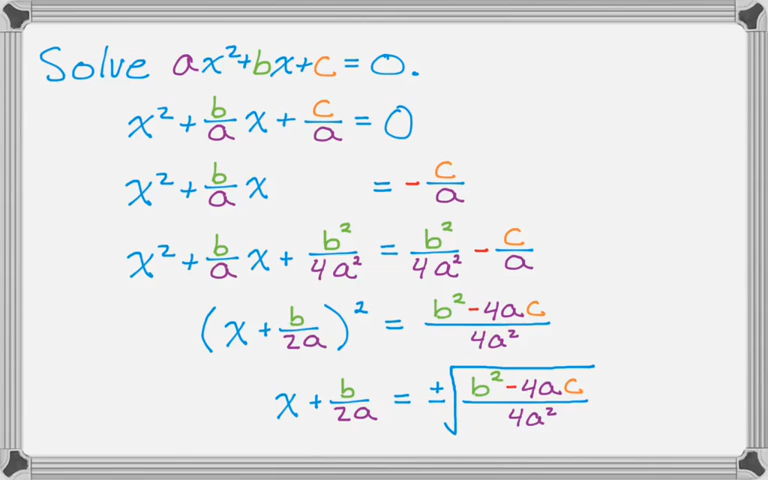 Solve ax²+bx+c=0.
x² + b/a x + c/a = 0
x² + b/a x = - c/a
x² + b/a x + b²/4a² = b²/4a² - c/a
(x + b/2a)² = b²-4ac/4a²
x + b/2a = ±√b²-4ac/4a²